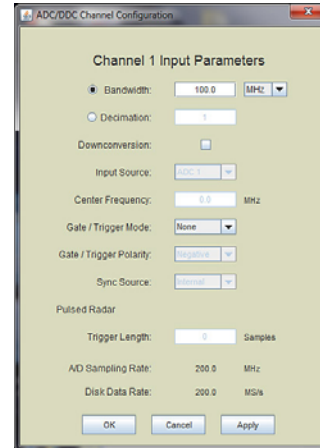 ADC/DDC Channel Configuration
Channel 1 Input Parameters
Bandwidth: 100.0 MHz
Decimation: 1
Downconversion:
Input Source: ADC 1
Center Frequency: 0.0 MHz
Gate / Trigger Mode: None
Gate / Trigger Polarity: Negative
Sync Source: Internal
Pulsed Radar
Trigger Length: 0 Samples
A/D Sampling Rate: 200.0 MHz
Disk Data Rate: 200.0 MS/s
OK Cancel Apply